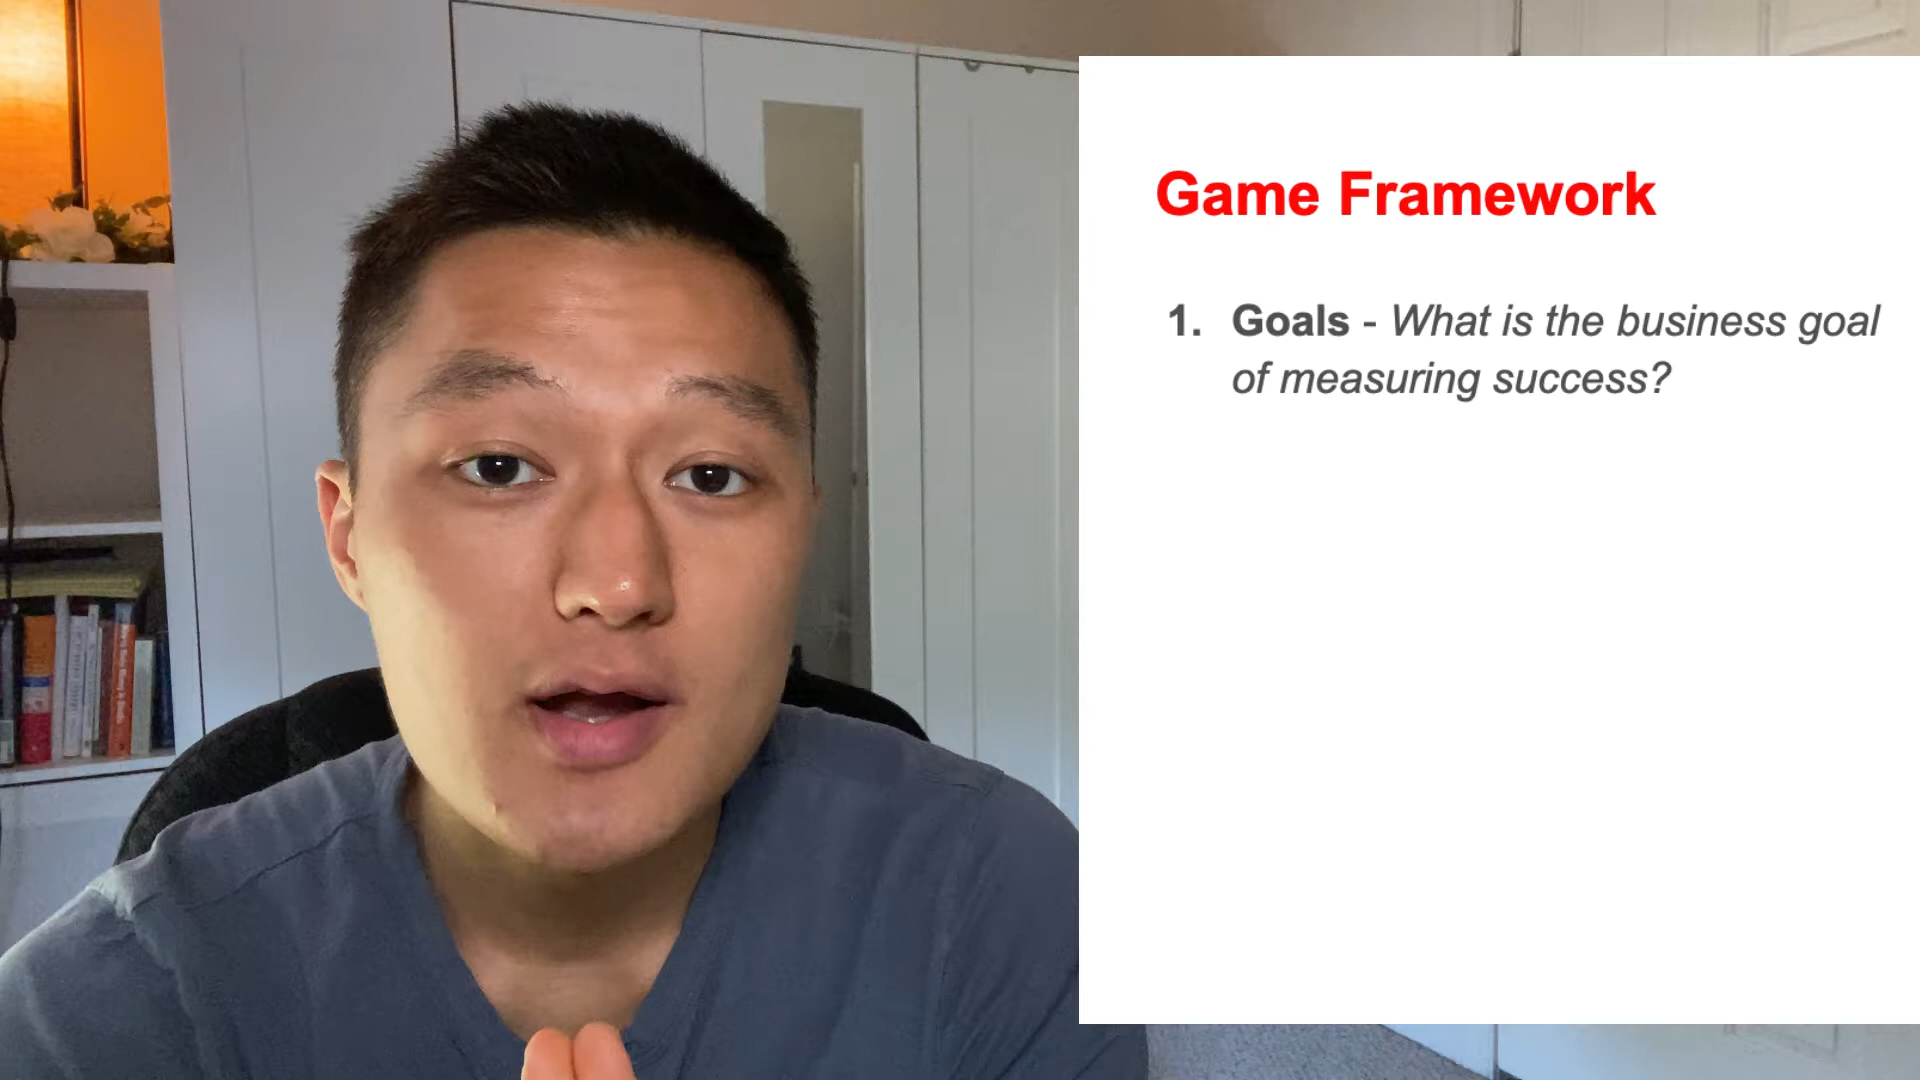 Game Framework
1. Goals - What is the business goal
of measuring success?